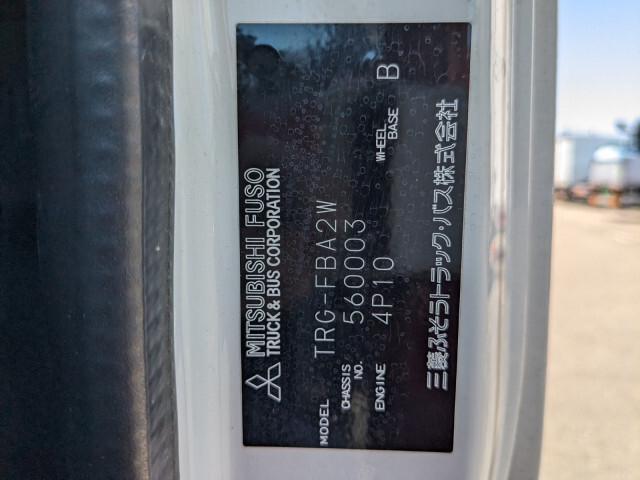 MITSUBISHI FUSO
TRUCK & BUS CORPORATION
MODEL TRG-FBA2W
CHASSIS NO. 560003
ENGINE 4P10 WHEEL BASE B
三菱ふそうトラック・バス株式会社